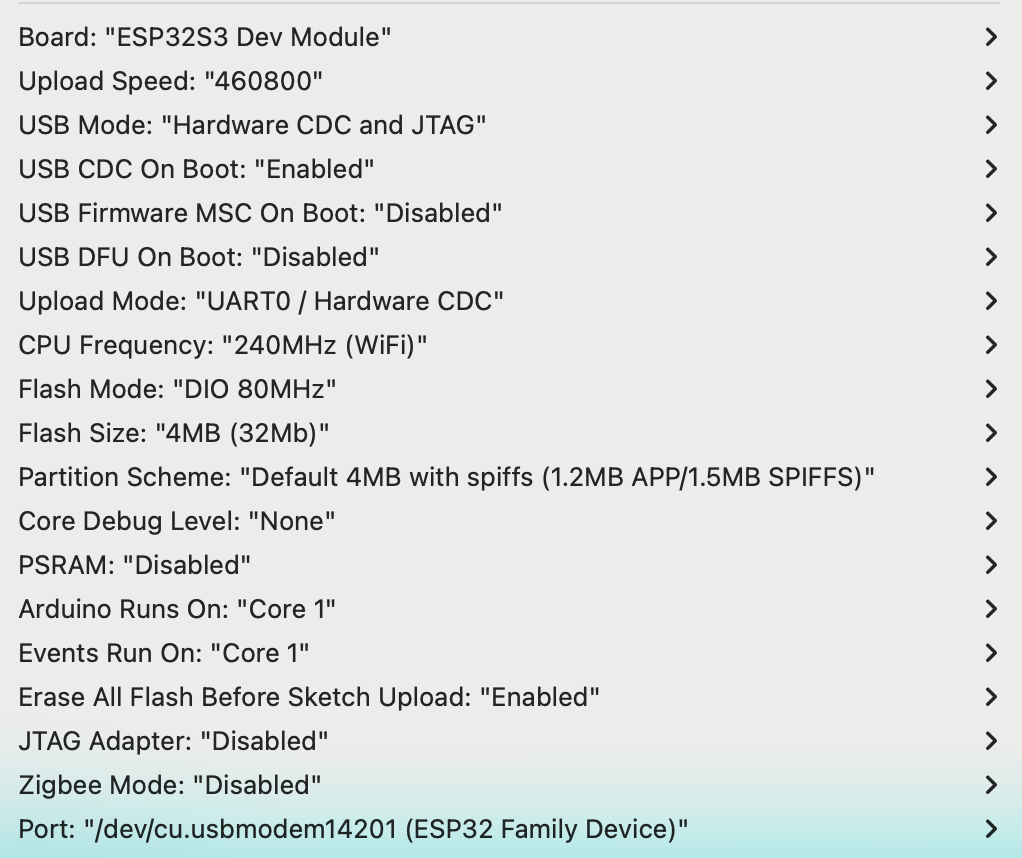 Board: "ESP32S3 Dev Module"
Upload Speed: "460800"
USB Mode: "Hardware CDC and JTAG"
USB CDC On Boot: "Enabled"
USB Firmware MSC On Boot: "Disabled"
USB DFU On Boot: "Disabled"
Upload Mode: "UART0 / Hardware CDC"
CPU Frequency: "240MHz (WiFi)"
Flash Mode: "DIO 80MHz"
Flash Size: "4MB (32Mb)"
Partition Scheme: "Default 4MB with spiffs (1.2MB APP/1.5MB SPIFFS)"
Core Debug Level: "None"
PSRAM: "Disabled"
Arduino Runs On: "Core 1"
Events Run On: "Core 1"
Erase All Flash Before Sketch Upload: "Enabled"
JTAG Adapter: "Disabled"
Zigbee Mode: "Disabled"
Port: "/dev/cu.usbmodem14201 (ESP32 Family Device)"